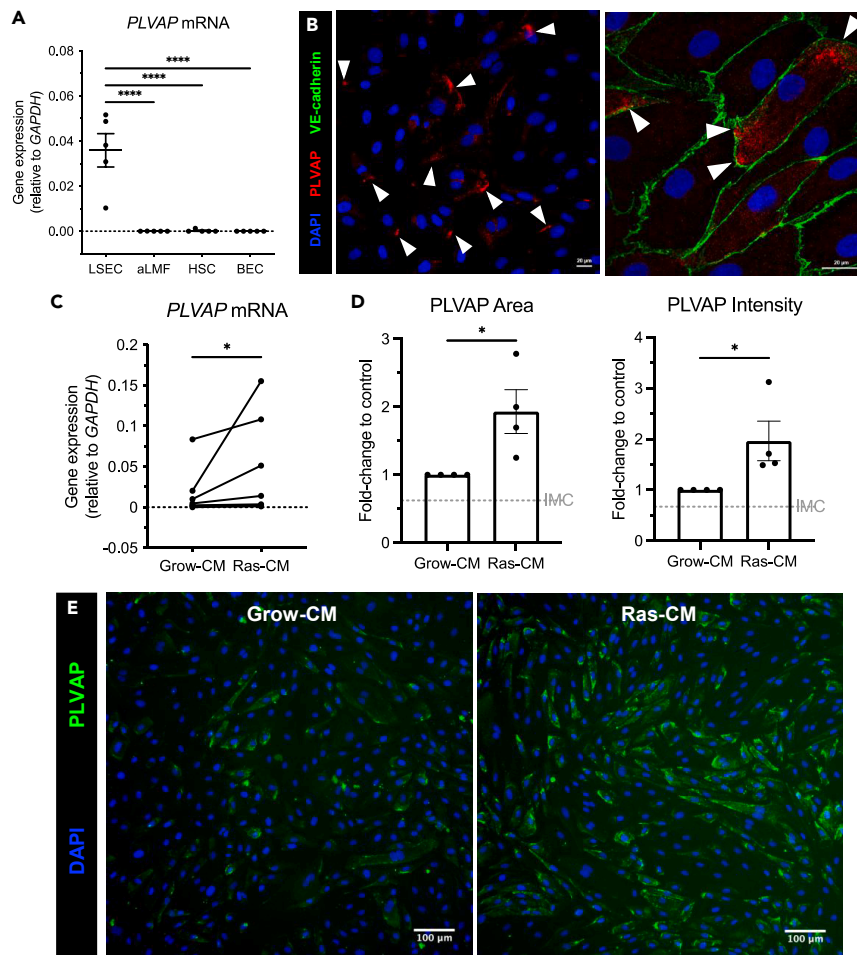 A
PLVAP mRNA
Gene expression
(relative to GAPDH)
0.08
0.06
0.04
0.02
0.00
****
****
****
LSEC
aLMF
HSC
BEC
B
DAPI PLVAP VE-cadherin
20 µm
20 µm
C
PLVAP mRNA
Gene expression
(relative to GAPDH)
0.2
0.15
0.1
0.05
0.0
-0.05
*
Grow-CM
Ras-CM
D
PLVAP Area
Fold-change to control
3
2
1
0
*
IMC
Grow-CM
Ras-CM
PLVAP Intensity
Fold-change to control
4
3
2
1
0
*
IMC
Grow-CM
Ras-CM
E
DAPI PLVAP
Grow-CM
100 µm
Ras-CM
100 µm